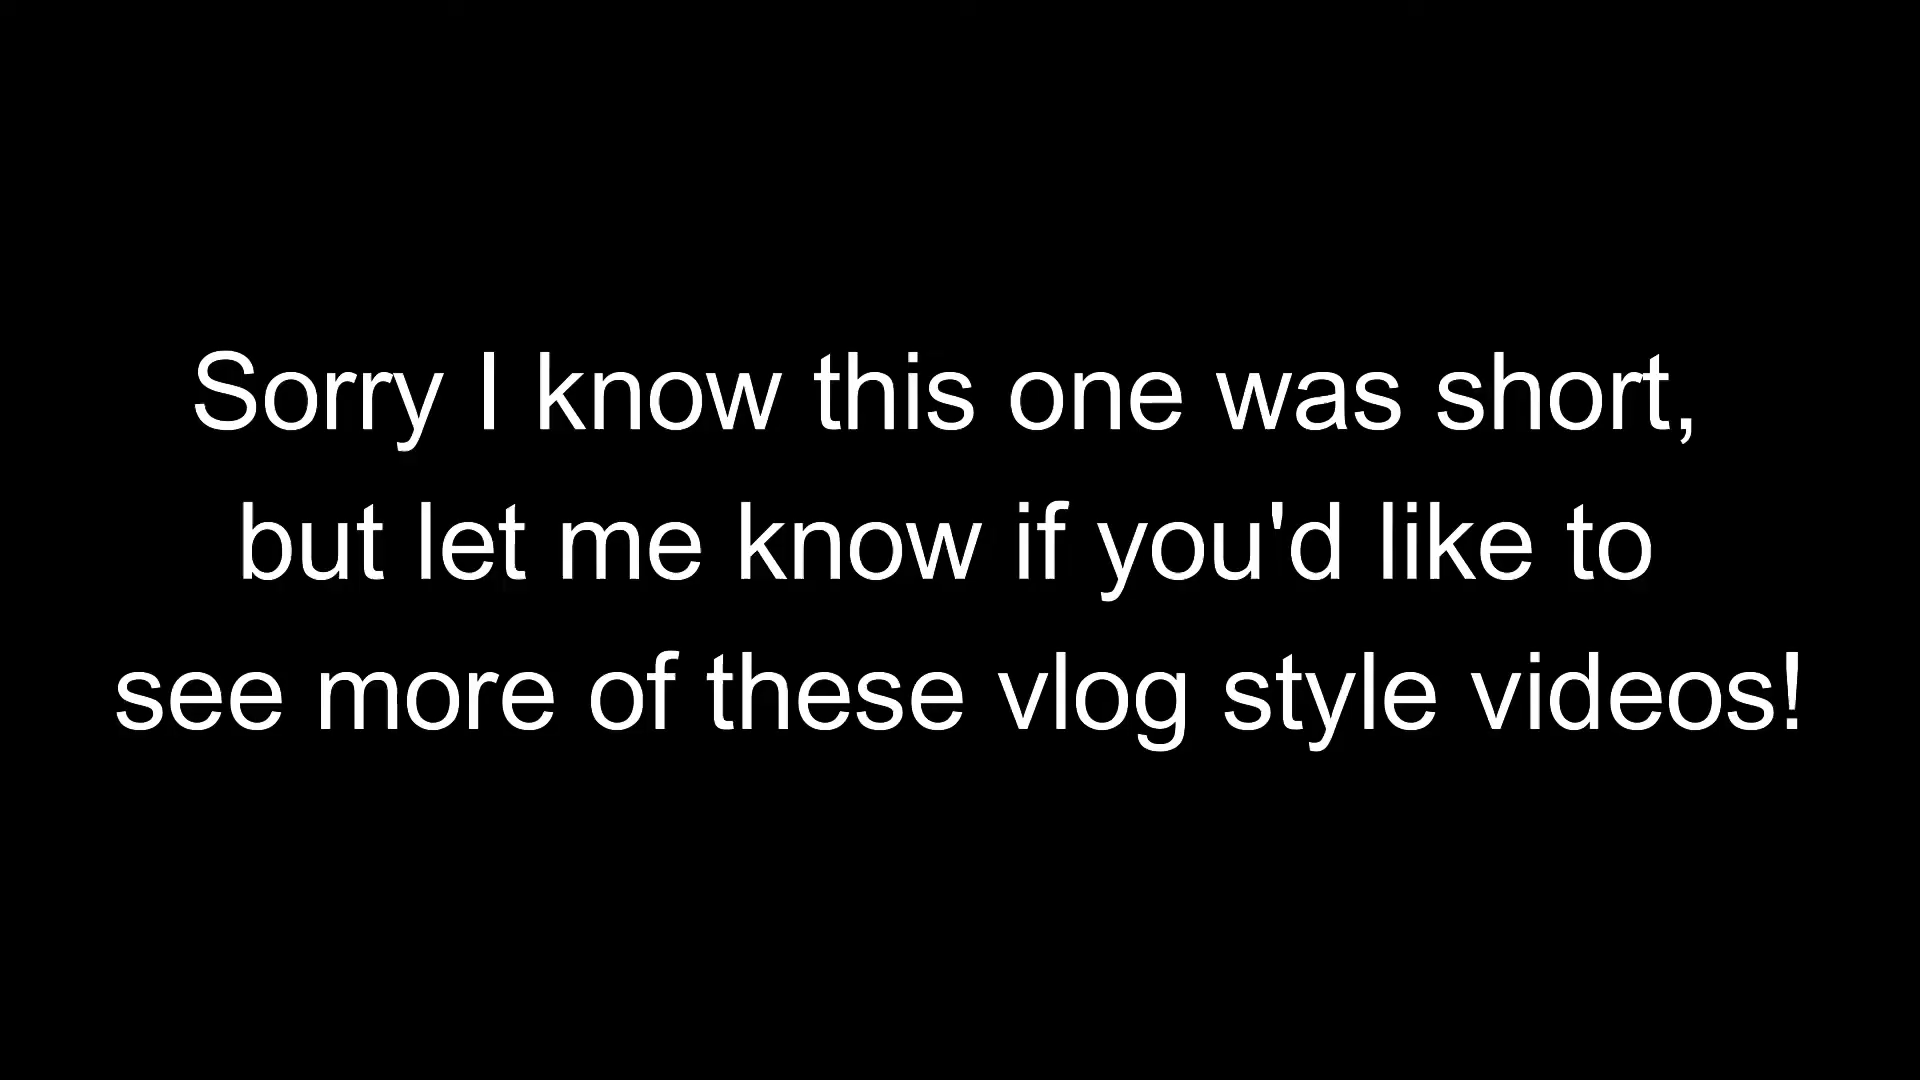 Sorry I know this one was short,
but let me know if you'd like to
see more of these vlog style videos!